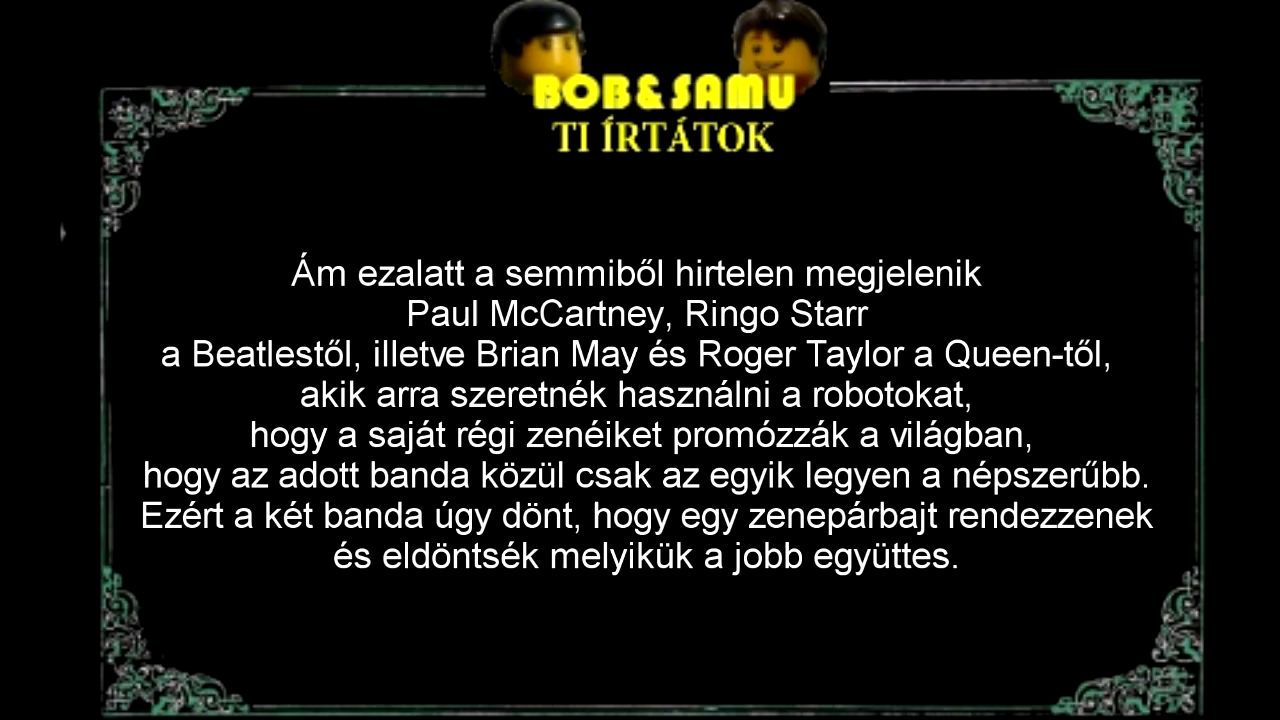 BOB & SAMU
TI ÍRTÁTOK
Ám ezalatt a semmiből hirtelen megjelenik
Paul McCartney, Ringo Starr
a Beatlestől, illetve Brian May és Roger Taylor a Queen-től,
akik arra szeretnék használni a robotokat,
hogy a saját régi zenéiket promózzák a világban,
hogy az adott banda közül csak az egyik legyen a népszerűbb.
Ezért a két banda úgy dönt, hogy egy zenepárbajt rendezzenek
és eldöntsék melyikük a jobb együttes.